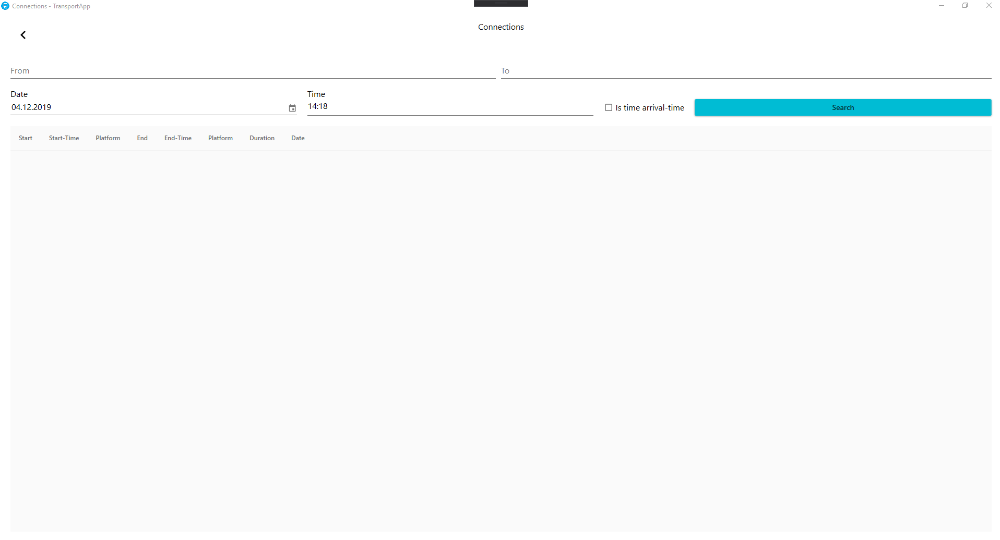 Connections - TransportApp
Connections
From To
Date Time
04.12.2019 14:18 Is time arrival-time Search
Start Start-Time Platform End End-Time Platform Duration Date